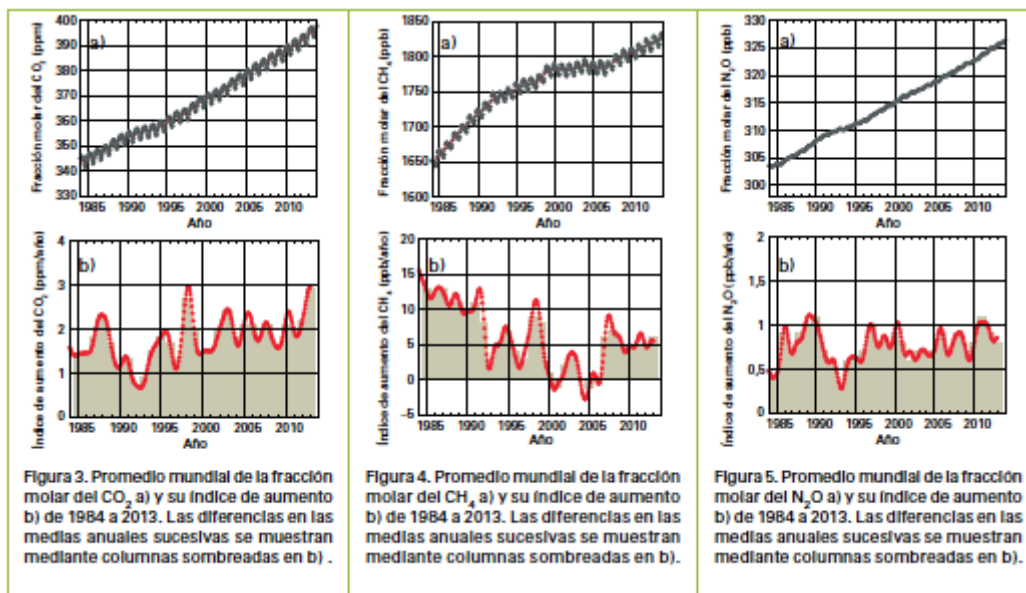 Fracción molar del CO₂ (ppm)
400
390
380
370
360
350
340
330
a)
1985 1990 1995 2000 2005 2010
Año
Índice de aumento del CO₂ (ppm/año)
4
3
2
1
0
b)
1985 1990 1995 2000 2005 2010
Año
Figura 3. Promedio mundial de la fracción
molar del CO₂ a) y su índice de aumento
b) de 1984 a 2013. Las diferencias en las
medias anuales sucesivas se muestran
mediante columnas sombreadas en b) .
Fracción molar del CH₄ (ppb)
1850
1800
1750
1700
1650
1600
a)
1985 1990 1995 2000 2005 2010
Año
Índice de aumento del CH₄ (ppb/año)
20
15
10
5
0
-5
b)
1985 1990 1995 2000 2005 2010
Año
Figura 4. Promedio mundial de la fracción
molar del CH₄ a) y su índice de aumento
b) de 1984 a 2013. Las diferencias en las
medias anuales sucesivas se muestran
mediante columnas sombreadas en b).
Fracción molar del N₂O (ppb)
330
325
320
315
310
305
300
a)
1985 1990 1995 2000 2005 2010
Año
Índice de aumento del N₂O (ppb/año)
2
1,5
1
0,5
0
b)
1985 1990 1995 2000 2005 2010
Año
Figura 5. Promedio mundial de la fracción
molar del N₂O a) y su índice de aumento
b) de 1984 a 2013. Las diferencias en las
medias anuales sucesivas se muestran
mediante columnas sombreadas en b).